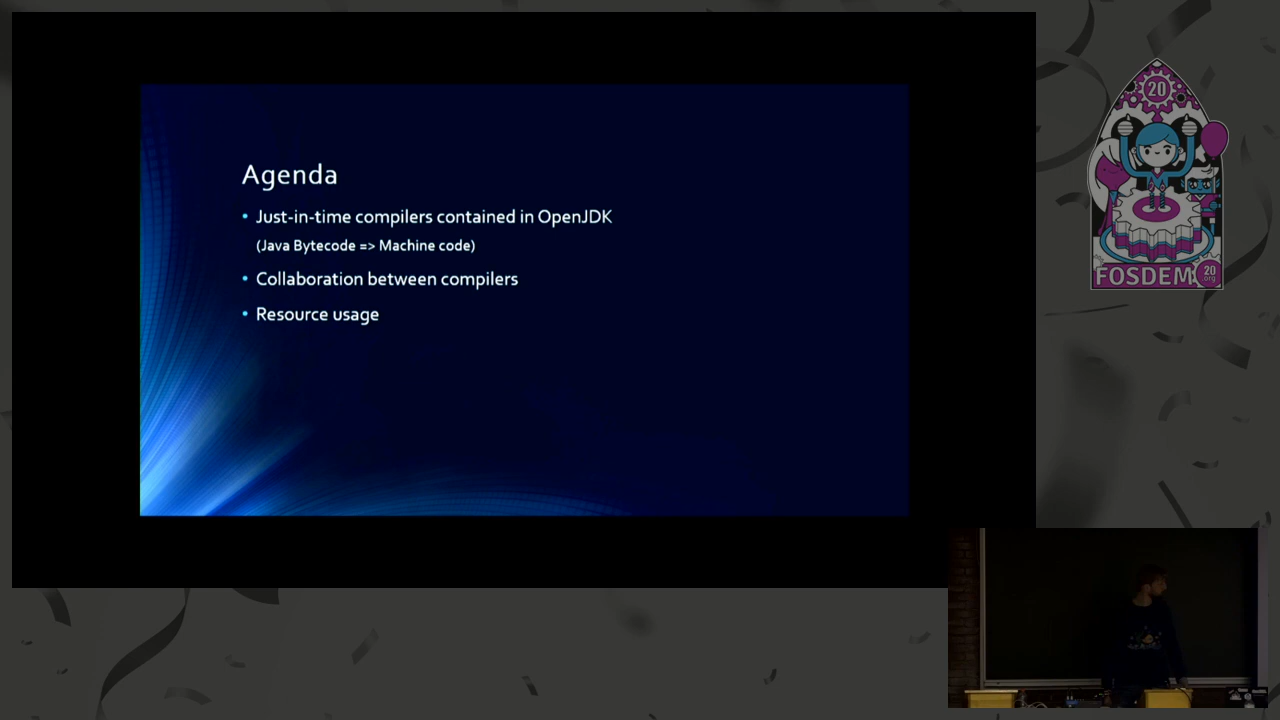 Agenda
• Just-in-time compilers contained in OpenJDK
(Java Bytecode => Machine code)
• Collaboration between compilers
• Resource usage
20
FOSDEM
20
org